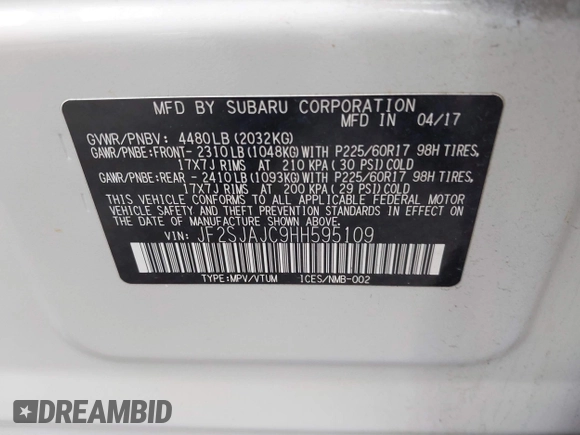 MFD BY SUBARU CORPORATION
MFD IN 04/17
GVWR/PNBV: 4480LB(2032KG)
GAWR/PNBE:FRONT- 2310LB(1048KG)WITH P225/60R17 98H TIRES,
17X7J RIMS AT 210 KPA(30 PSI)COLD
GAWR/PNBE:REAR - 2410LB(1093KG)WITH P225/60R17 98H TIRES,
17X7J RIMS AT 200 KPA(29 PSI)COLD
THIS VEHICLE CONFORMS TO ALL APPLICABLE FEDERAL MOTOR
VEHICLE SAFETY AND THEFT PREVENTION STANDARDS IN EFFECT ON
THE DATE OF MANUFACTURE SHOWN ABOVE.
VIN: JF2SJAJC9HH595109
TYPE:MPV/VTUM ICES/NMB-002
DREAMBID